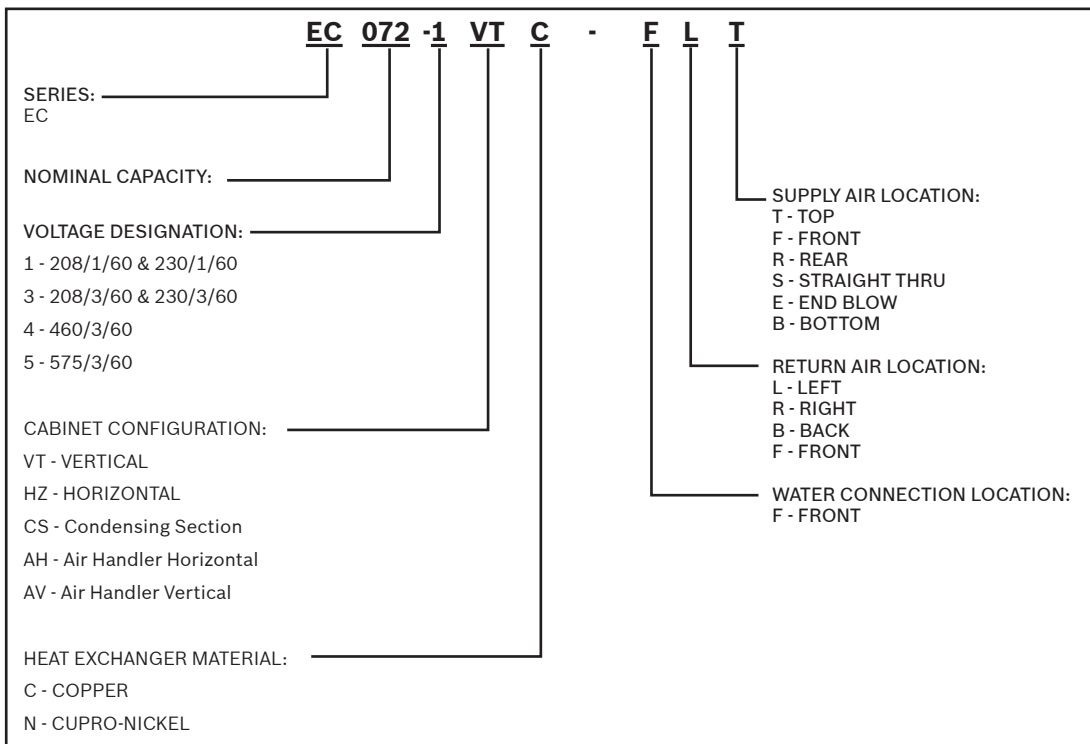 EC 072 -1 VT C - F L T
SERIES:
EC
NOMINAL CAPACITY:
VOLTAGE DESIGNATION:
1 - 208/1/60 & 230/1/60
3 - 208/3/60 & 230/3/60
4 - 460/3/60
5 - 575/3/60
CABINET CONFIGURATION:
VT - VERTICAL
HZ - HORIZONTAL
CS - Condensing Section
AH - Air Handler Horizontal
AV - Air Handler Vertical
HEAT EXCHANGER MATERIAL:
C - COPPER
N - CUPRO-NICKEL
SUPPLY AIR LOCATION:
T - TOP
F - FRONT
R - REAR
S - STRAIGHT THRU
E - END BLOW
B - BOTTOM
RETURN AIR LOCATION:
L - LEFT
R - RIGHT
B - BACK
F - FRONT
WATER CONNECTION LOCATION:
F - FRONT